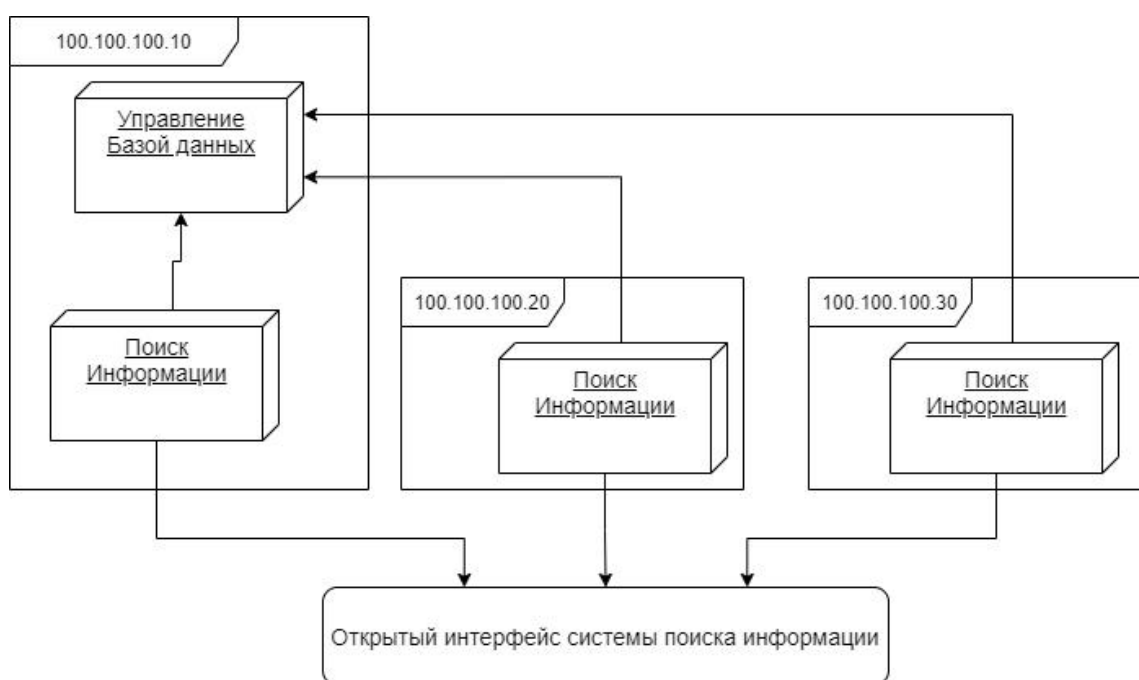 100.100.100.10
Управление
Базой данных
Поиск
Информации
100.100.100.20
Поиск
Информации
100.100.100.30
Поиск
Информации
Открытый интерфейс системы поиска информации